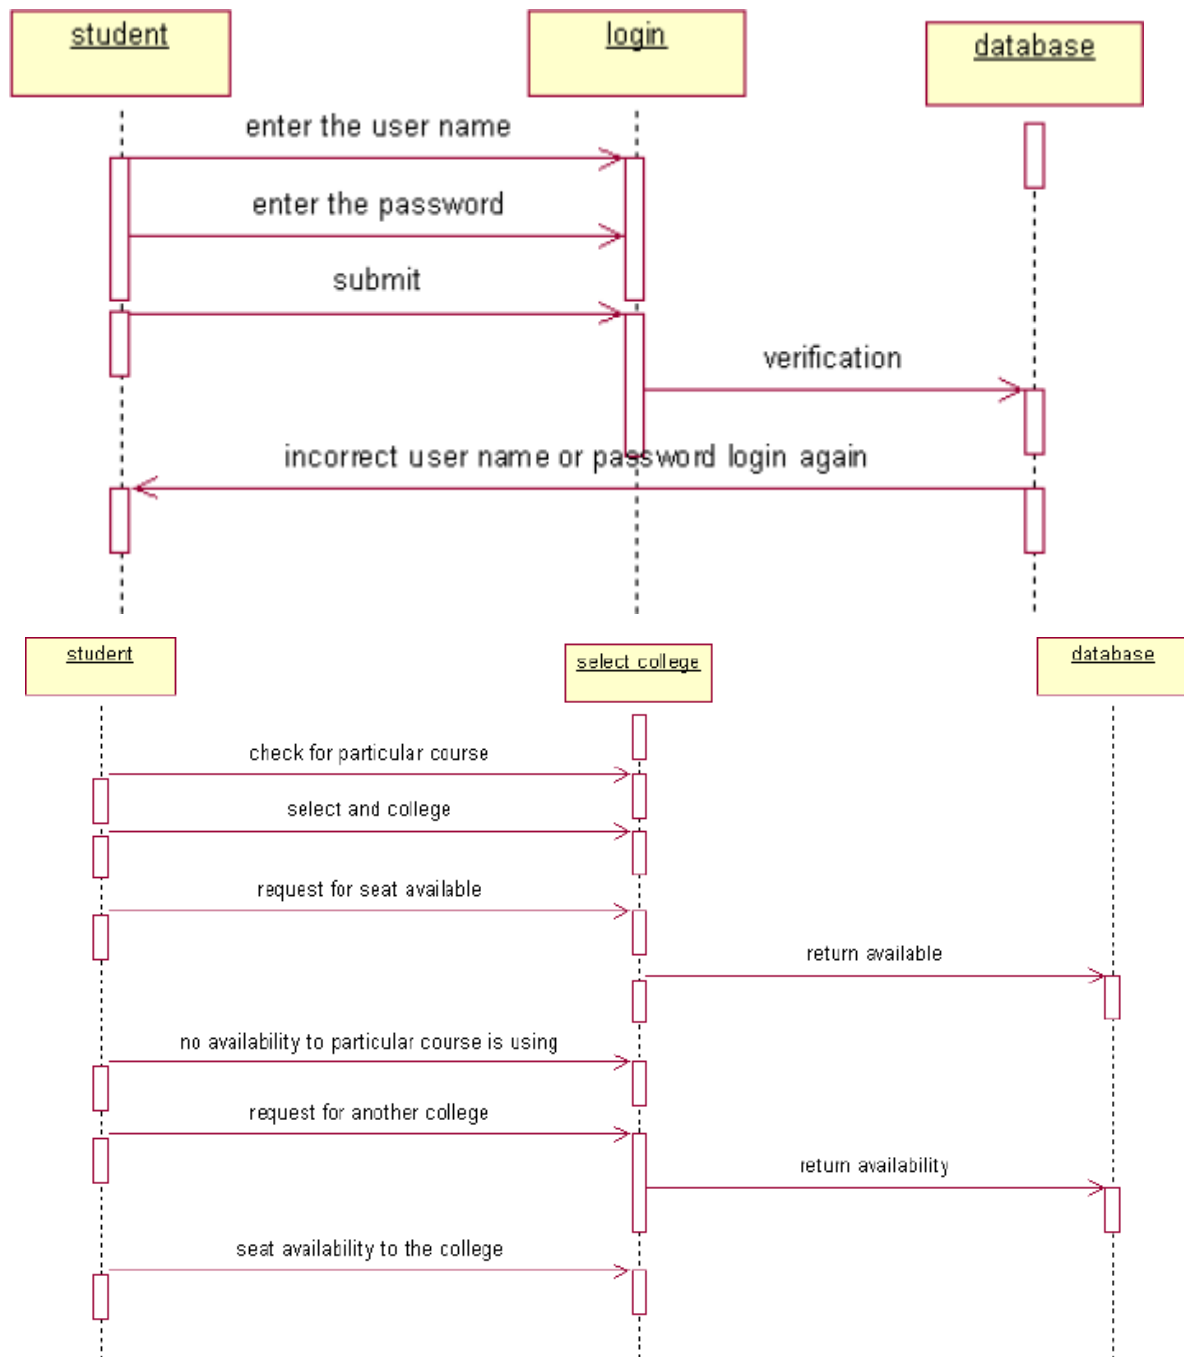 student
login
database
enter the user name
enter the password
submit
verification
incorrect user name or password login again
student
select college
database
check for particular course
select and college
request for seat available
return available
no availability to particular course is using
request for another college
return availability
seat availability to the college